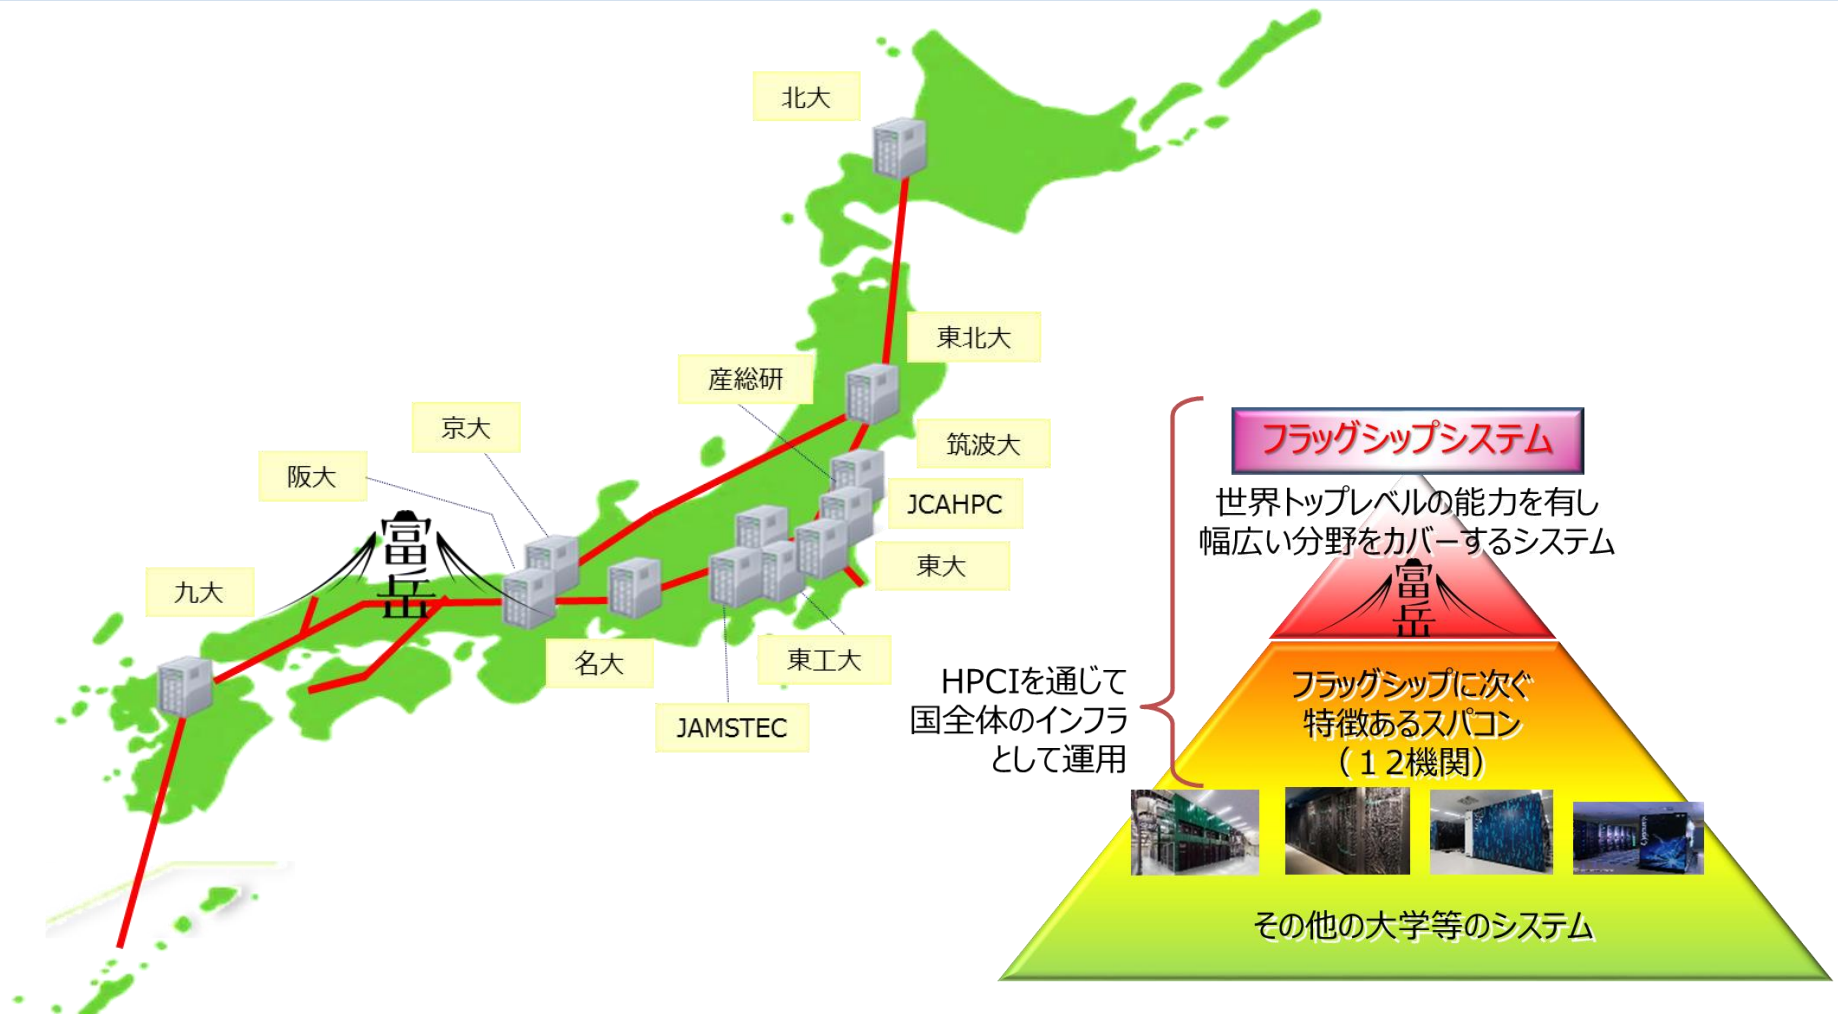 北大
東北大
産総研
京大
筑波大
阪大
JCAHPC
富
岳
東大
九大
名大
東工大
JAMSTEC
フラッグシップシステム
世界トップレベルの能力を有し
幅広い分野をカバーするシステム
富
岳
HPCIを通じて
国全体のインフラ
として運用
フラッグシップに次ぐ
特徴あるスパコン
（１２機関）
その他の大学等のシステム